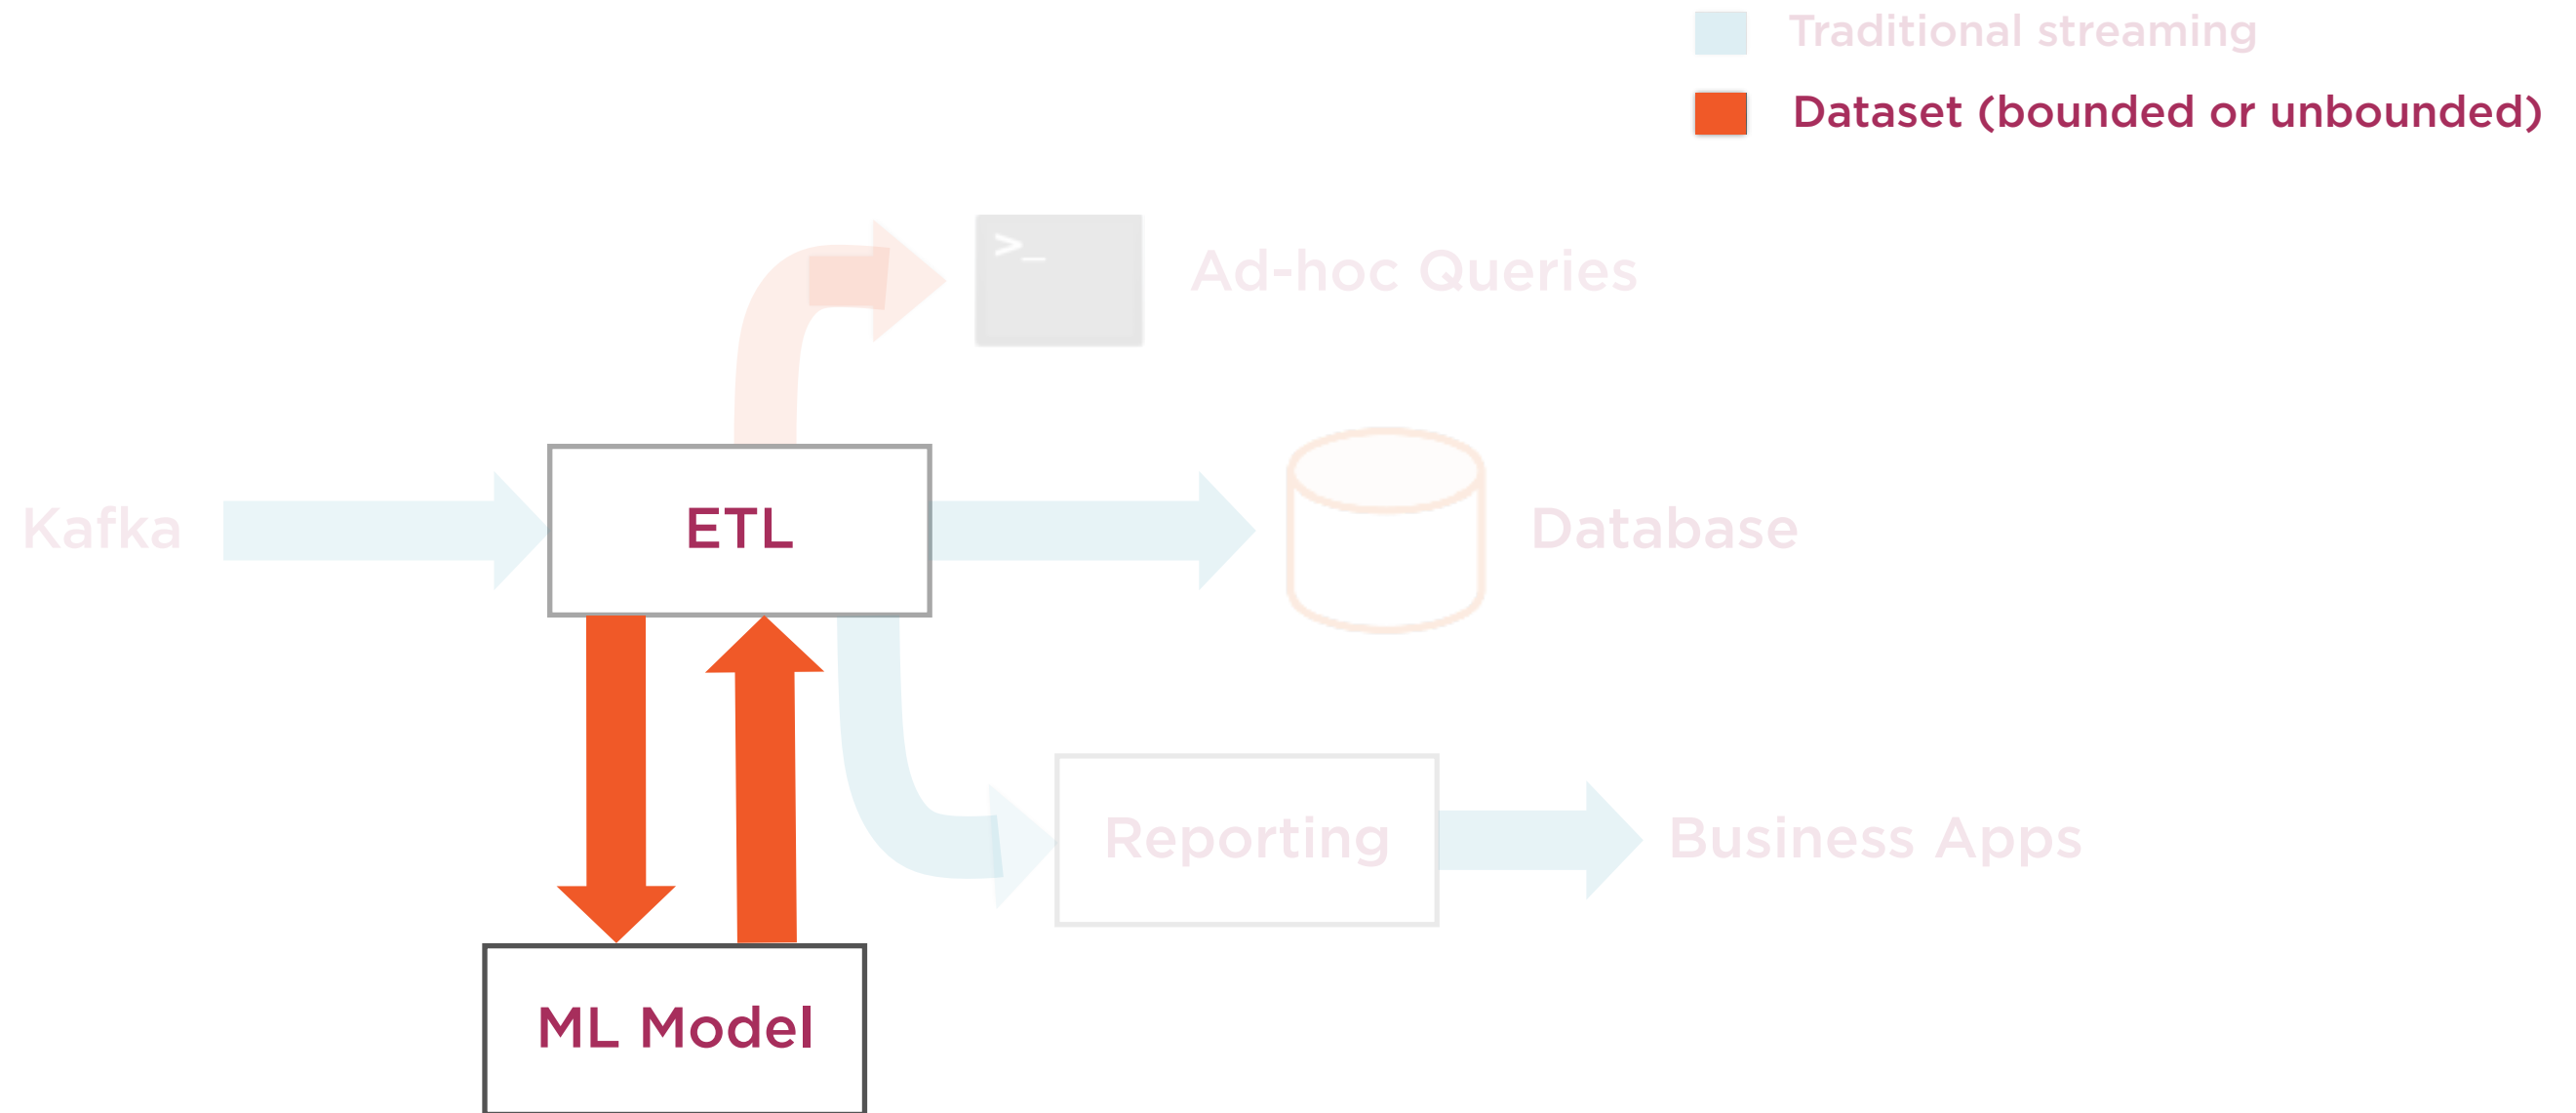 Traditional streaming
Dataset (bounded or unbounded)
>_
Ad-hoc Queries
Kafka
ETL
Database
Reporting
Business Apps
ML Model